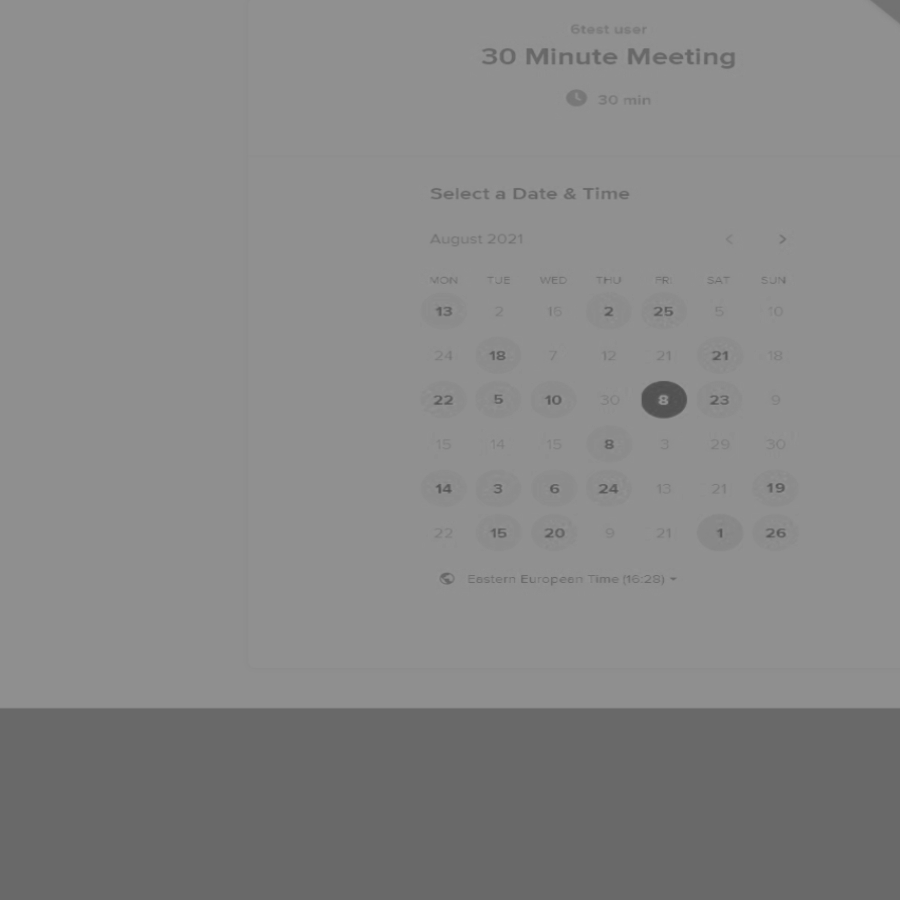 6test user
30 Minute Meeting
30 min
Select a Date & Time
August 2021
MON TUE WED THU FRI SAT SUN
13 2 16 2 25 5 10
24 18 7 12 21 21 18
22 5 10 30 8 23 9
15 14 15 8 3 29 30
14 3 6 24 13 21 19
22 15 20 9 21 1 26
Eastern European Time (16:28)